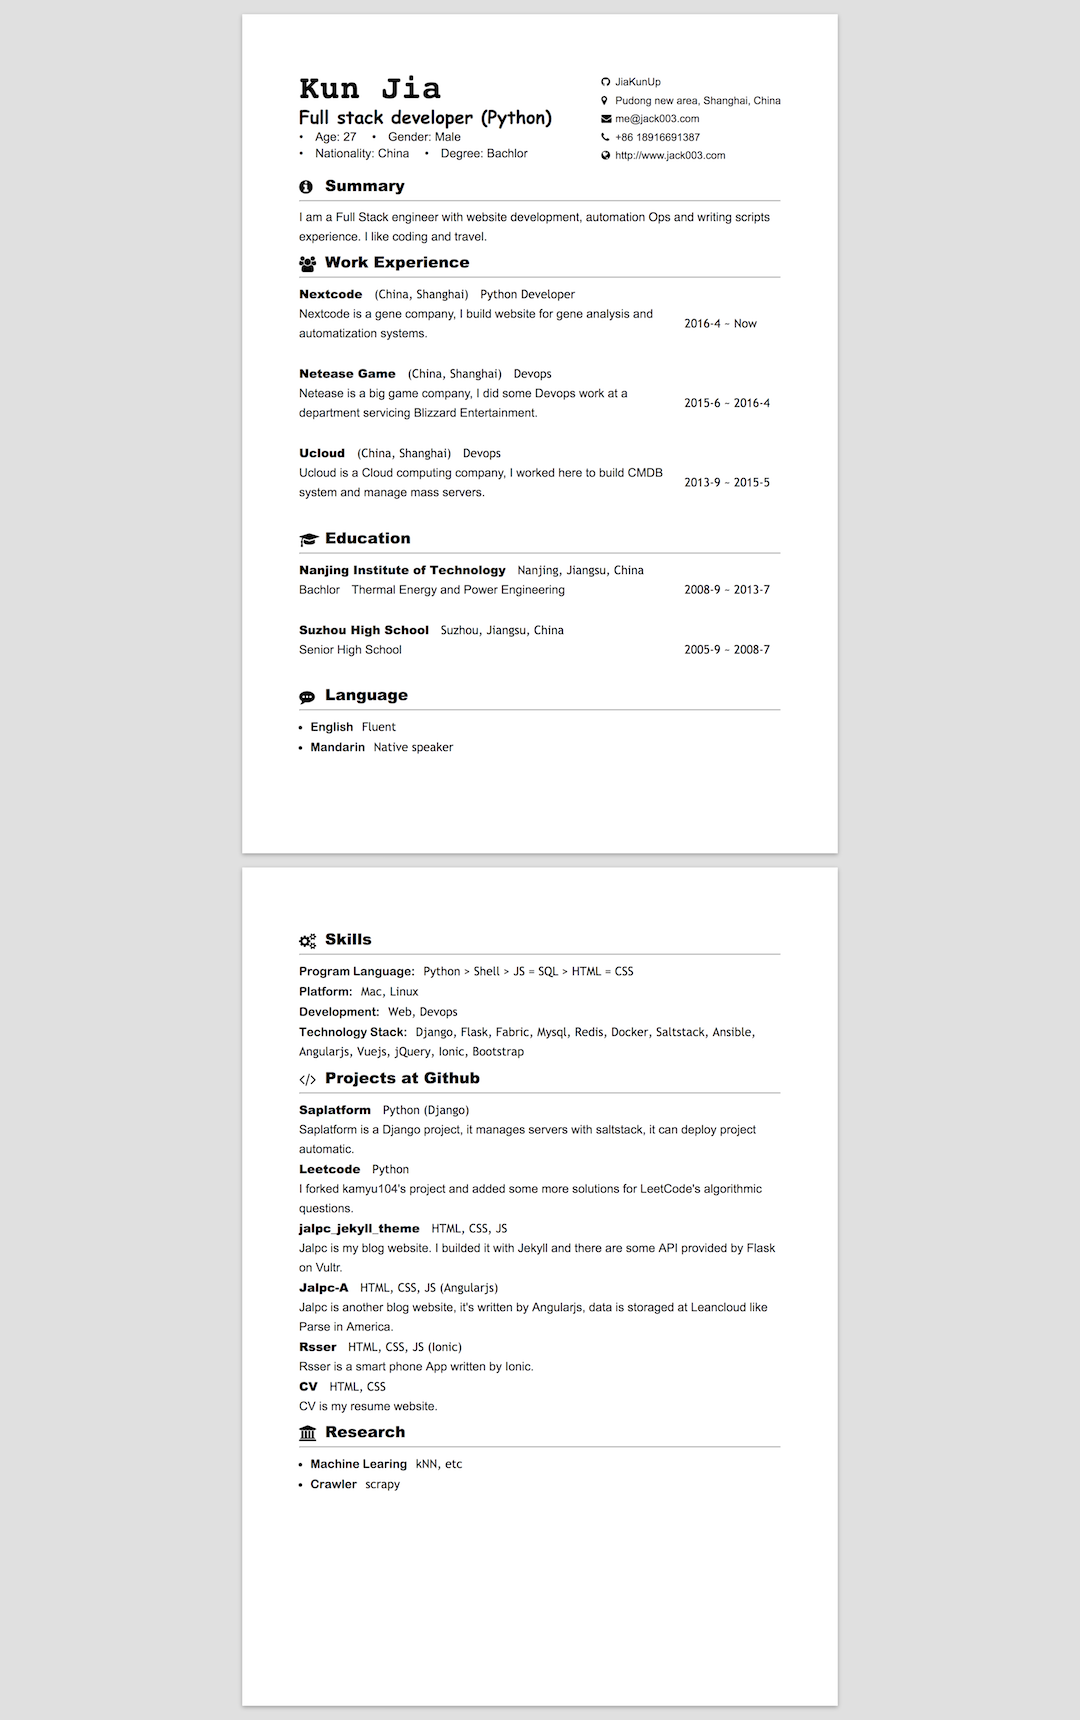 Kun Jia
Full stack developer (Python)
• Age: 27 • Gender: Male
• Nationality: China • Degree: Bachlor
JiaKunUp
Pudong new area, Shanghai, China
me@jack003.com
+86 18916691387
http://www.jack003.com
Summary
I am a Full Stack engineer with website development, automation Ops and writing scripts
experience. I like coding and travel.
Work Experience
Nextcode (China, Shanghai) Python Developer
Nextcode is a gene company, I build website for gene analysis and
automatization systems.
2016-4 – Now
Netease Game (China, Shanghai) Devops
Netease is a big game company, I did some Devops work at a
department servicing Blizzard Entertainment.
2015-6 – 2016-4
Ucloud (China, Shanghai) Devops
Ucloud is a Cloud computing company, I worked here to build CMDB
system and manage mass servers.
2013-9 – 2015-5
Education
Nanjing Institute of Technology Nanjing, Jiangsu, China
Bachlor Thermal Energy and Power Engineering 2008-9 – 2013-7
Suzhou High School Suzhou, Jiangsu, China
Senior High School 2005-9 – 2008-7
Language
• English Fluent
• Mandarin Native speaker
Skills
Program Language: Python > Shell > JS = SQL > HTML = CSS
Platform: Mac, Linux
Development: Web, Devops
Technology Stack: Django, Flask, Fabric, Mysql, Redis, Docker, Saltstack, Ansible,
Angularjs, Vuejs, jQuery, Ionic, Bootstrap
Projects at Github
Saplatform Python (Django)
Saplatform is a Django project, it manages servers with saltstack, it can deploy project
automatic.
Leetcode Python
I forked kamyu104's project and added some more solutions for LeetCode's algorithmic
questions.
jalpc_jekyll_theme HTML, CSS, JS
Jalpc is my blog website. I builded it with Jekyll and there are some API provided by Flask
on Vultr.
Jalpc-A HTML, CSS, JS (Angularjs)
Jalpc is another blog website, it's written by Angularjs, data is storaged at Leancloud like
Parse in America.
Rsser HTML, CSS, JS (Ionic)
Rsser is a smart phone App written by Ionic.
CV HTML, CSS
CV is my resume website.
Research
• Machine Learing kNN, etc
• Crawler scrapy